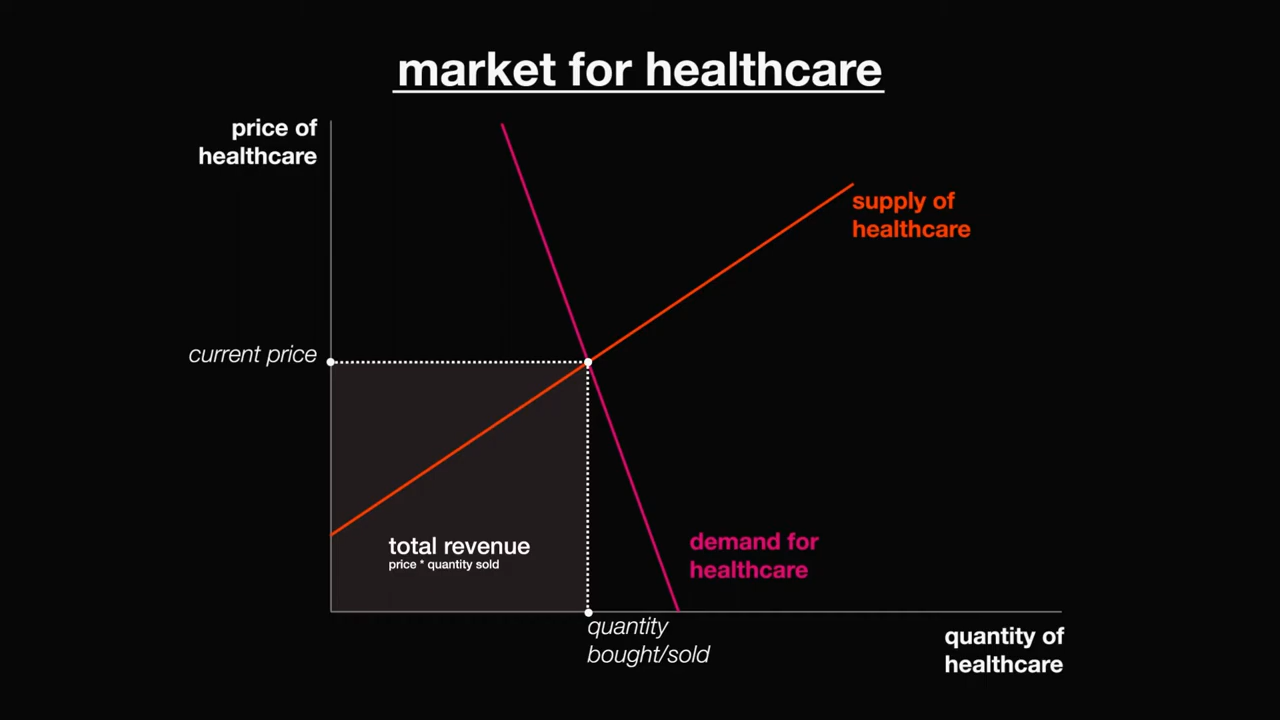 market for healthcare
price of
healthcare
supply of
healthcare
current price
total revenue
price * quantity sold
demand for
healthcare
quantity
bought/sold
quantity of
healthcare